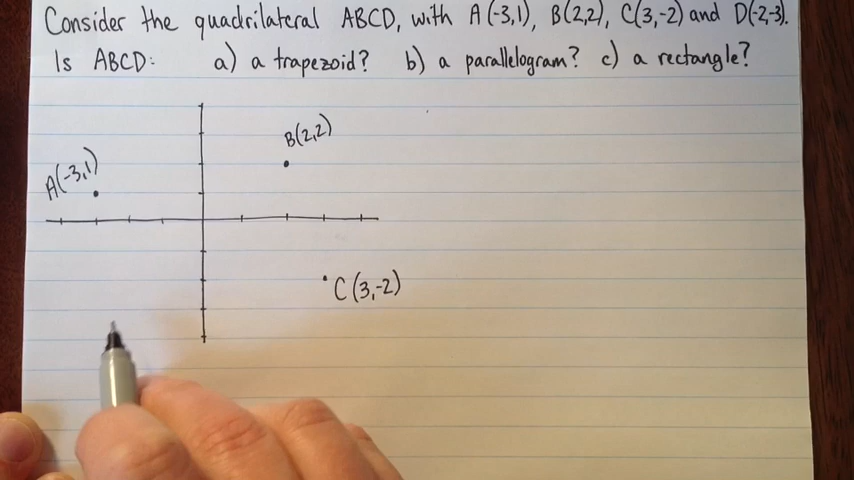 Consider the quadrilateral ABCD, with A(-3,1), B(2,2), C(3,-2) and D(-2,-3).
Is ABCD: a) a trapezoid? b) a parallelogram? c) a rectangle?
B(2,2)
A(-3,1)
C(3,-2)